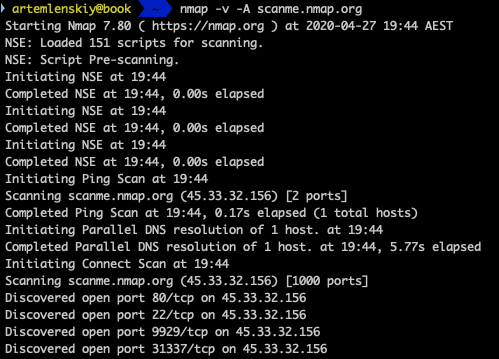 artemlenskiy@book ~ nmap -v -A scanme.nmap.org
Starting Nmap 7.80 ( https://nmap.org ) at 2020-04-27 19:44 AEST
NSE: Loaded 151 scripts for scanning.
NSE: Script Pre-scanning.
Initiating NSE at 19:44
Completed NSE at 19:44, 0.00s elapsed
Initiating NSE at 19:44
Completed NSE at 19:44, 0.00s elapsed
Initiating NSE at 19:44
Completed NSE at 19:44, 0.00s elapsed
Initiating Ping Scan at 19:44
Scanning scanme.nmap.org (45.33.32.156) [2 ports]
Completed Ping Scan at 19:44, 0.17s elapsed (1 total hosts)
Initiating Parallel DNS resolution of 1 host. at 19:44
Completed Parallel DNS resolution of 1 host. at 19:44, 5.77s elapsed
Initiating Connect Scan at 19:44
Scanning scanme.nmap.org (45.33.32.156) [1000 ports]
Discovered open port 80/tcp on 45.33.32.156
Discovered open port 22/tcp on 45.33.32.156
Discovered open port 9929/tcp on 45.33.32.156
Discovered open port 31337/tcp on 45.33.32.156